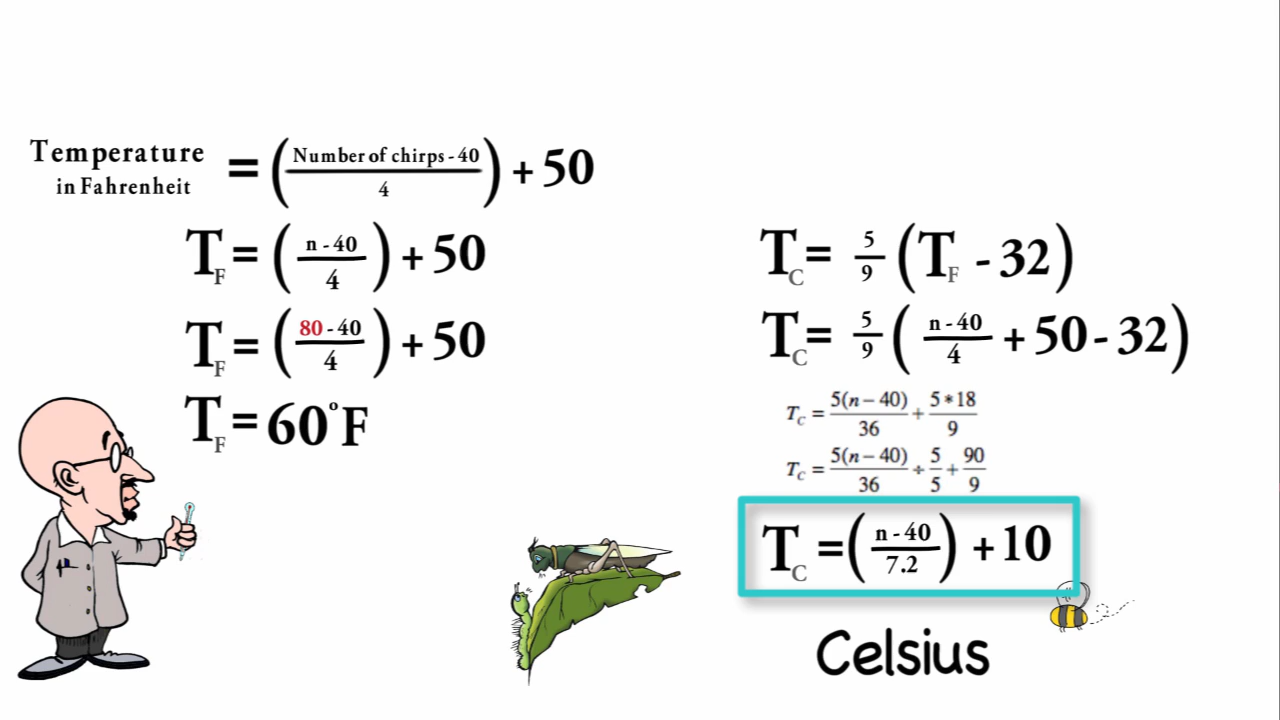 Temperature in Fahrenheit = (Number of chirps - 40 / 4) + 50
T_F = (n - 40 / 4) + 50
T_F = (80 - 40 / 4) + 50
T_F = 60°F
T_C = 5/9 (T_F - 32)
T_C = 5/9 (n - 40 / 4 + 50 - 32)
T_C = 5(n − 40)/36 + 5*18/9
T_C = 5(n − 40)/36 ÷ 5/5 + 90/9
T_C = (n - 40 / 7.2) + 10
Celsius